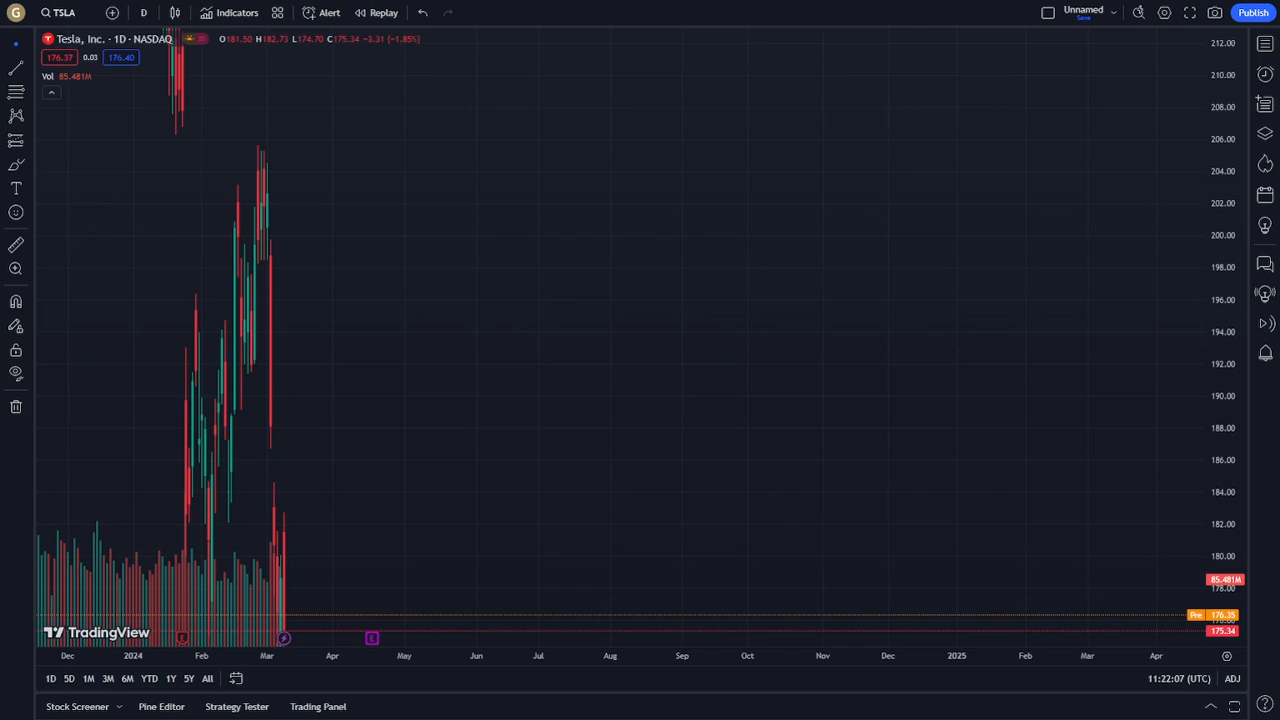 G TSLA D Indicators Alert Replay Unnamed Save Publish
Tesla, Inc. · 1D · NASDAQ O181.50 H182.73 L174.70 C175.34 −3.31 (−1.85%)
176.37 0.03 176.40
Vol 85.481M
212.00
210.00
208.00
206.00
204.00
202.00
200.00
198.00
196.00
194.00
192.00
190.00
188.00
186.00
184.00
182.00
180.00
85.481M
178.00
Pre 176.35
175.34
TradingView
E E
Dec 2024 Feb Mar Apr May Jun Jul Aug Sep Oct Nov Dec 2025 Feb Mar Apr
1D 5D 1M 3M 6M YTD 1Y 5Y All 11:22:07 (UTC) ADJ
Stock Screener Pine Editor Strategy Tester Trading Panel